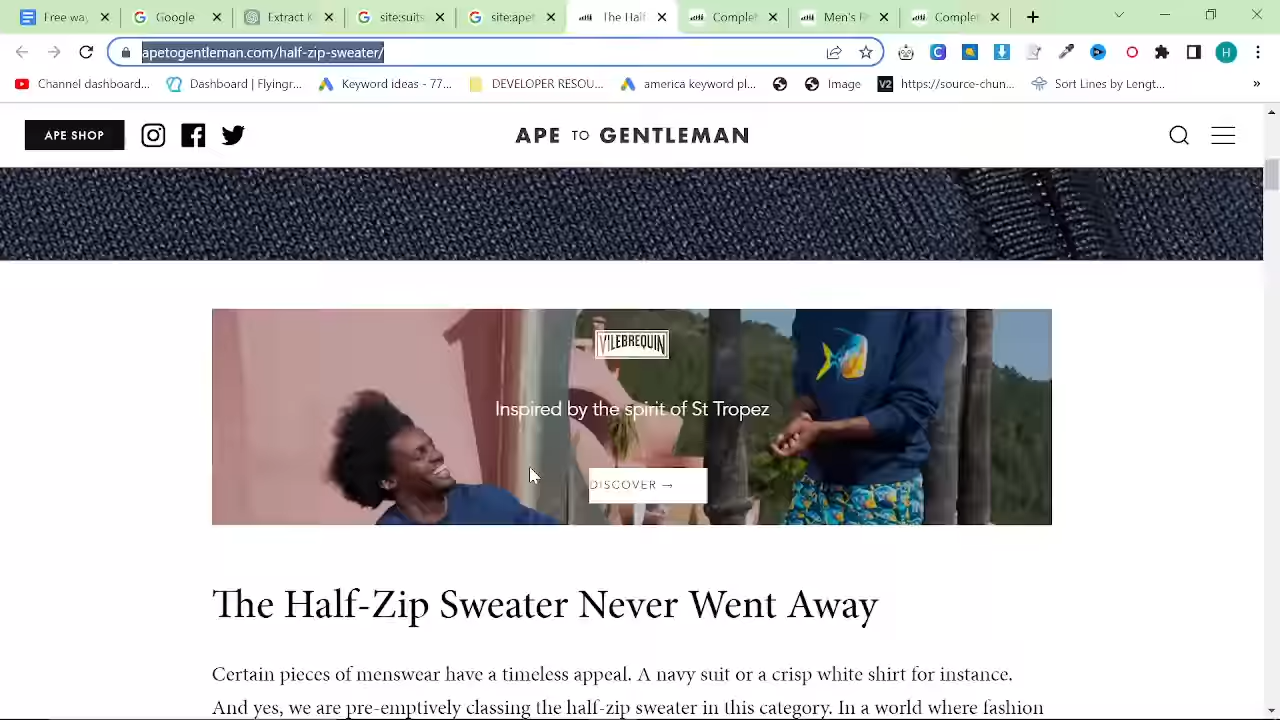 Free way
Google
Extract K
site:suits
site:apet
The Half
Complet
Men's R
Complet
apetogentleman.com/half-zip-sweater/
H
Channel dashboard...
Dashboard | Flyingr...
Keyword ideas - 77...
DEVELOPER RESOU...
america keyword pl...
Image
V2
https://source-chun...
Sort Lines by Lengt...
»
APE SHOP
APE TO GENTLEMAN
VILEBREQUIN
Inspired by the spirit of St Tropez
DISCOVER →
The Half-Zip Sweater Never Went Away
Certain pieces of menswear have a timeless appeal. A navy suit or a crisp white shirt for instance.
And yes, we are pre-emptively classing the half-zip sweater in this category. In a world where fashion